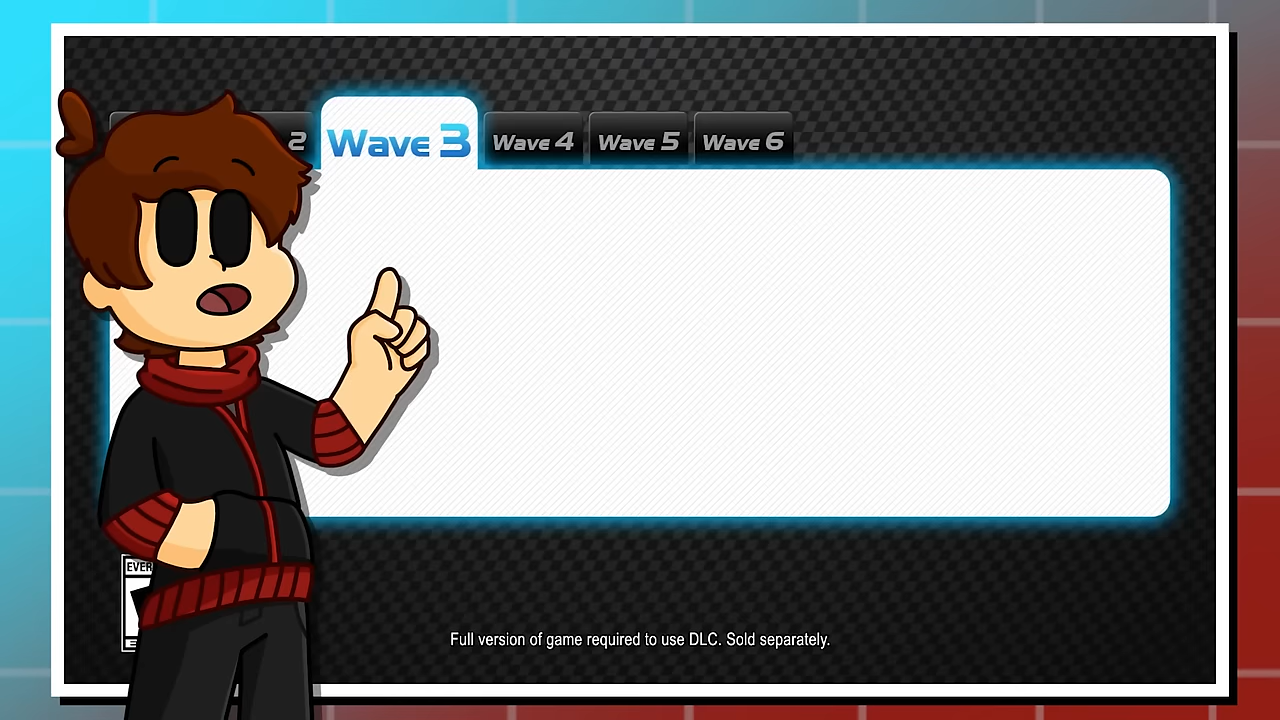 2
Wave 3
Wave 4
Wave 5
Wave 6
EVER
E
Full version of game required to use DLC. Sold separately.